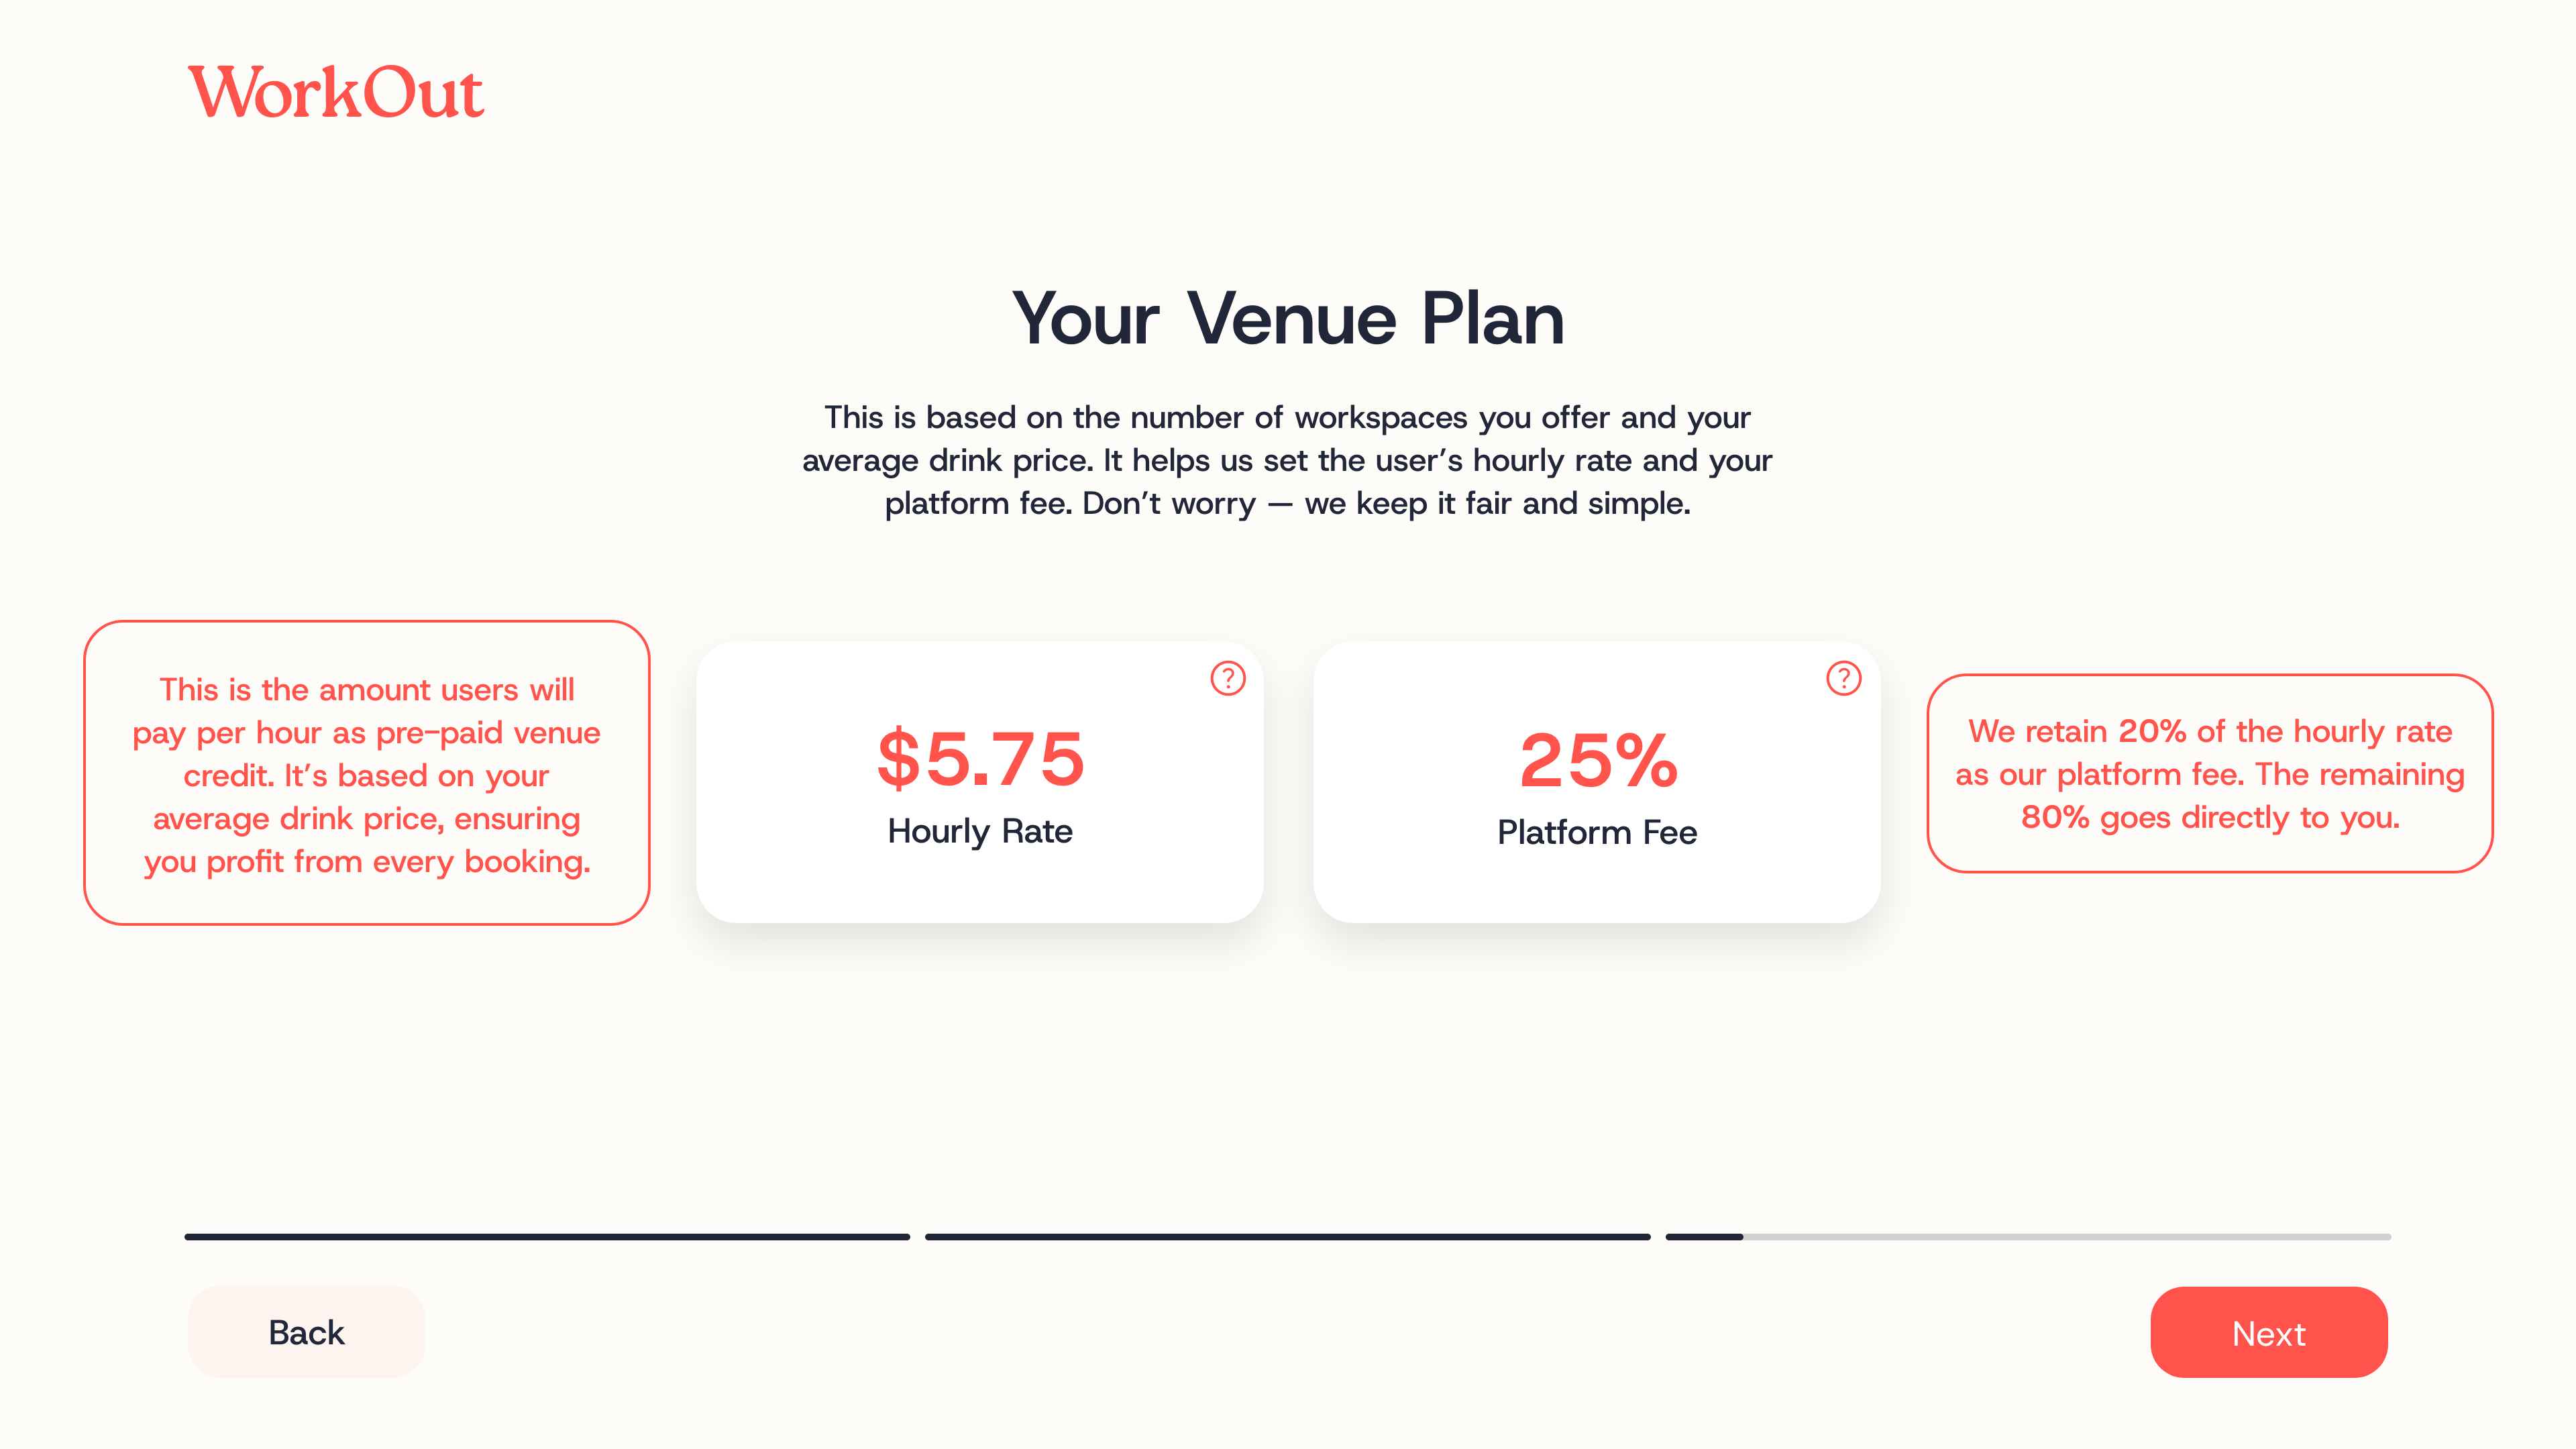 WorkOut
Your Venue Plan
This is based on the number of workspaces you offer and your
average drink price. It helps us set the user’s hourly rate and your
platform fee. Don’t worry — we keep it fair and simple.
This is the amount users will
pay per hour as pre-paid venue
credit. It’s based on your
average drink price, ensuring
you profit from every booking.
?
$5.75
Hourly Rate
?
25%
Platform Fee
We retain 20% of the hourly rate
as our platform fee. The remaining
80% goes directly to you.
Back
Next